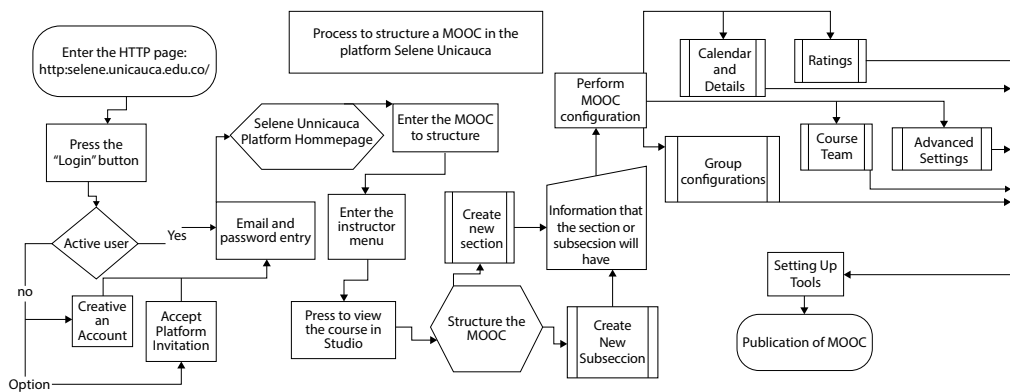 Enter the HTTP page:
http:selene.unicauca.edu.co/
Process to structure a MOOC in the
platform Selene Unicauca
Press the
“Login” button
Active user
Yes
no
Option
Creative
an
Account
Accept
Platform
Invitation
Email and
password entry
Selene Unnicauca
Platform Hommepage
Enter the MOOC
to structure
Enter the
instructor
menu
Press to view
the course in
Studio
Structure the
MOOC
Create
new
section
Create
New
Subseccion
Information that
the section or
subsecsion will
have
Perform
MOOC
configuration
Calendar
and
Details
Ratings
Course
Team
Advanced
Settings
Group
configurations
Setting Up
Tools
Publication of MOOC